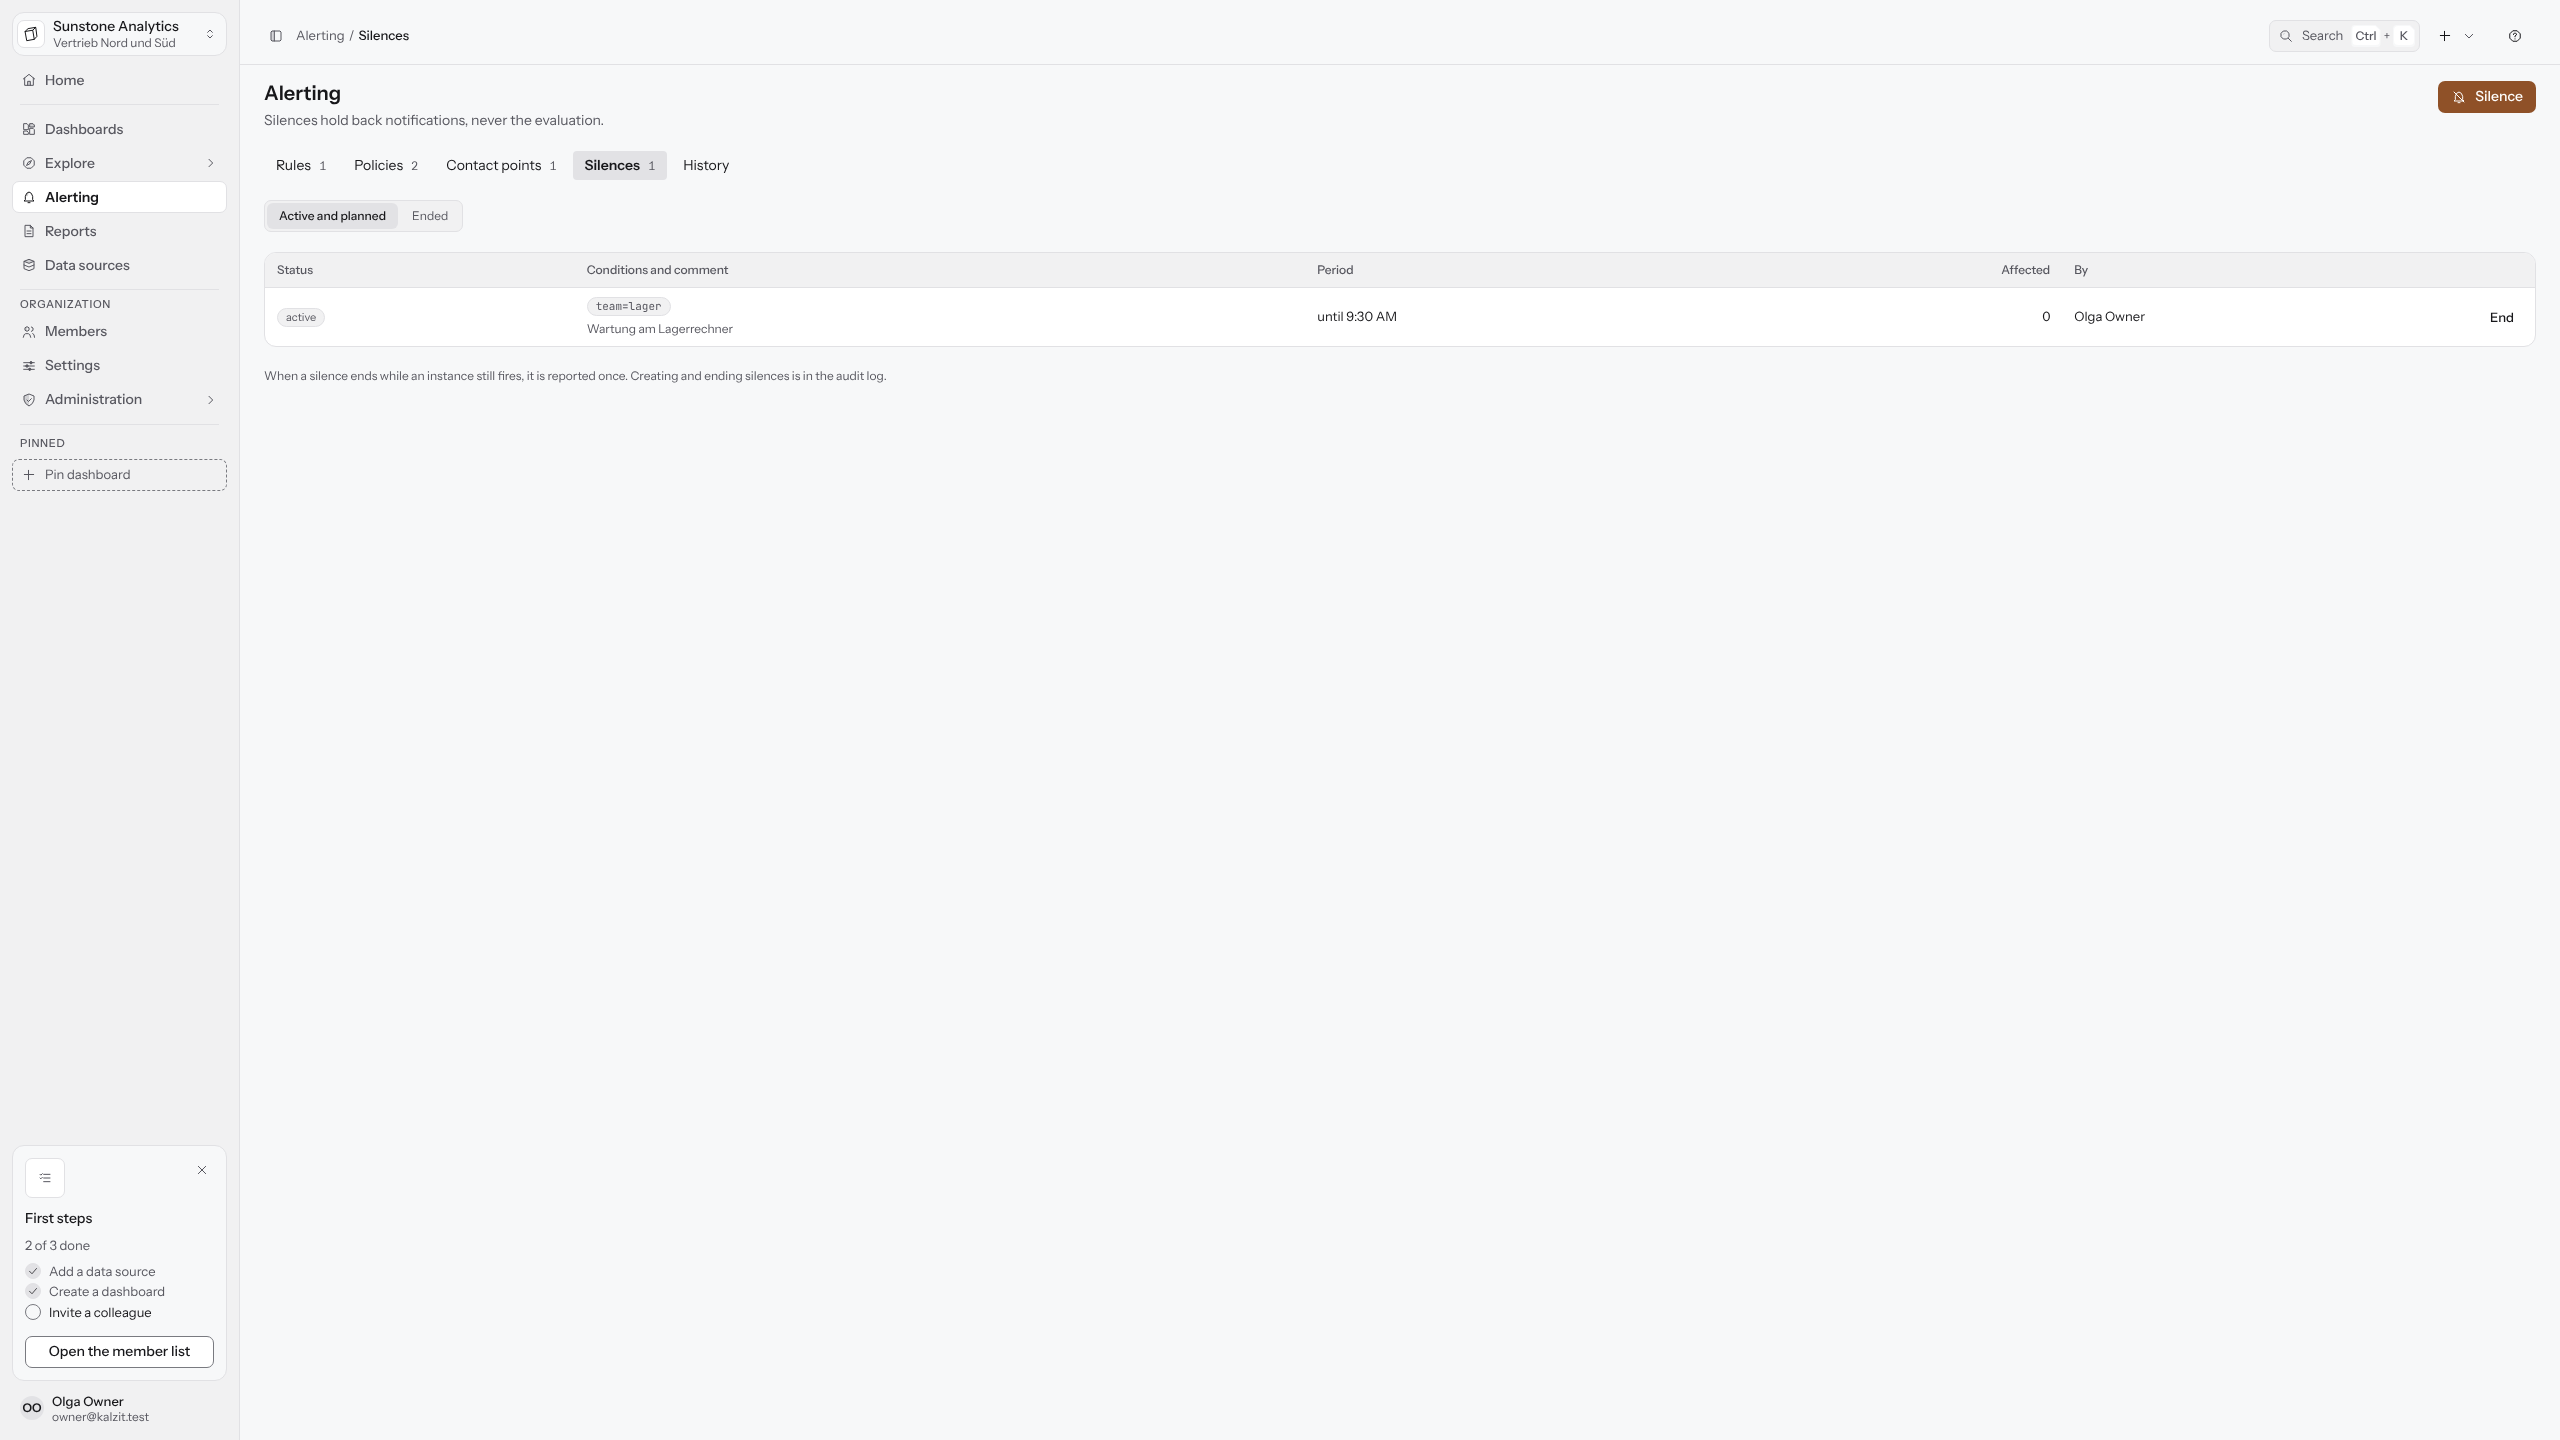 Sunstone Analytics
Vertrieb Nord und Süd
Home
Dashboards
Explore
Alerting
Reports
Data sources
ORGANIZATION
Members
Settings
Administration
PINNED
Pin dashboard
First steps
2 of 3 done
Add a data source
Create a dashboard
Invite a colleague
Open the member list
OO
Olga Owner
owner@kalzit.test
Alerting / Silences
Search Ctrl + K
Alerting
Silences hold back notifications, never the evaluation.
Silence
Rules 1 Policies 2 Contact points 1 Silences 1 History
Active and planned Ended
Status Conditions and comment Period Affected By
active team=lager until 9:30 AM 0 Olga Owner End
Wartung am Lagerrechner
When a silence ends while an instance still fires, it is reported once. Creating and ending silences is in the audit log.